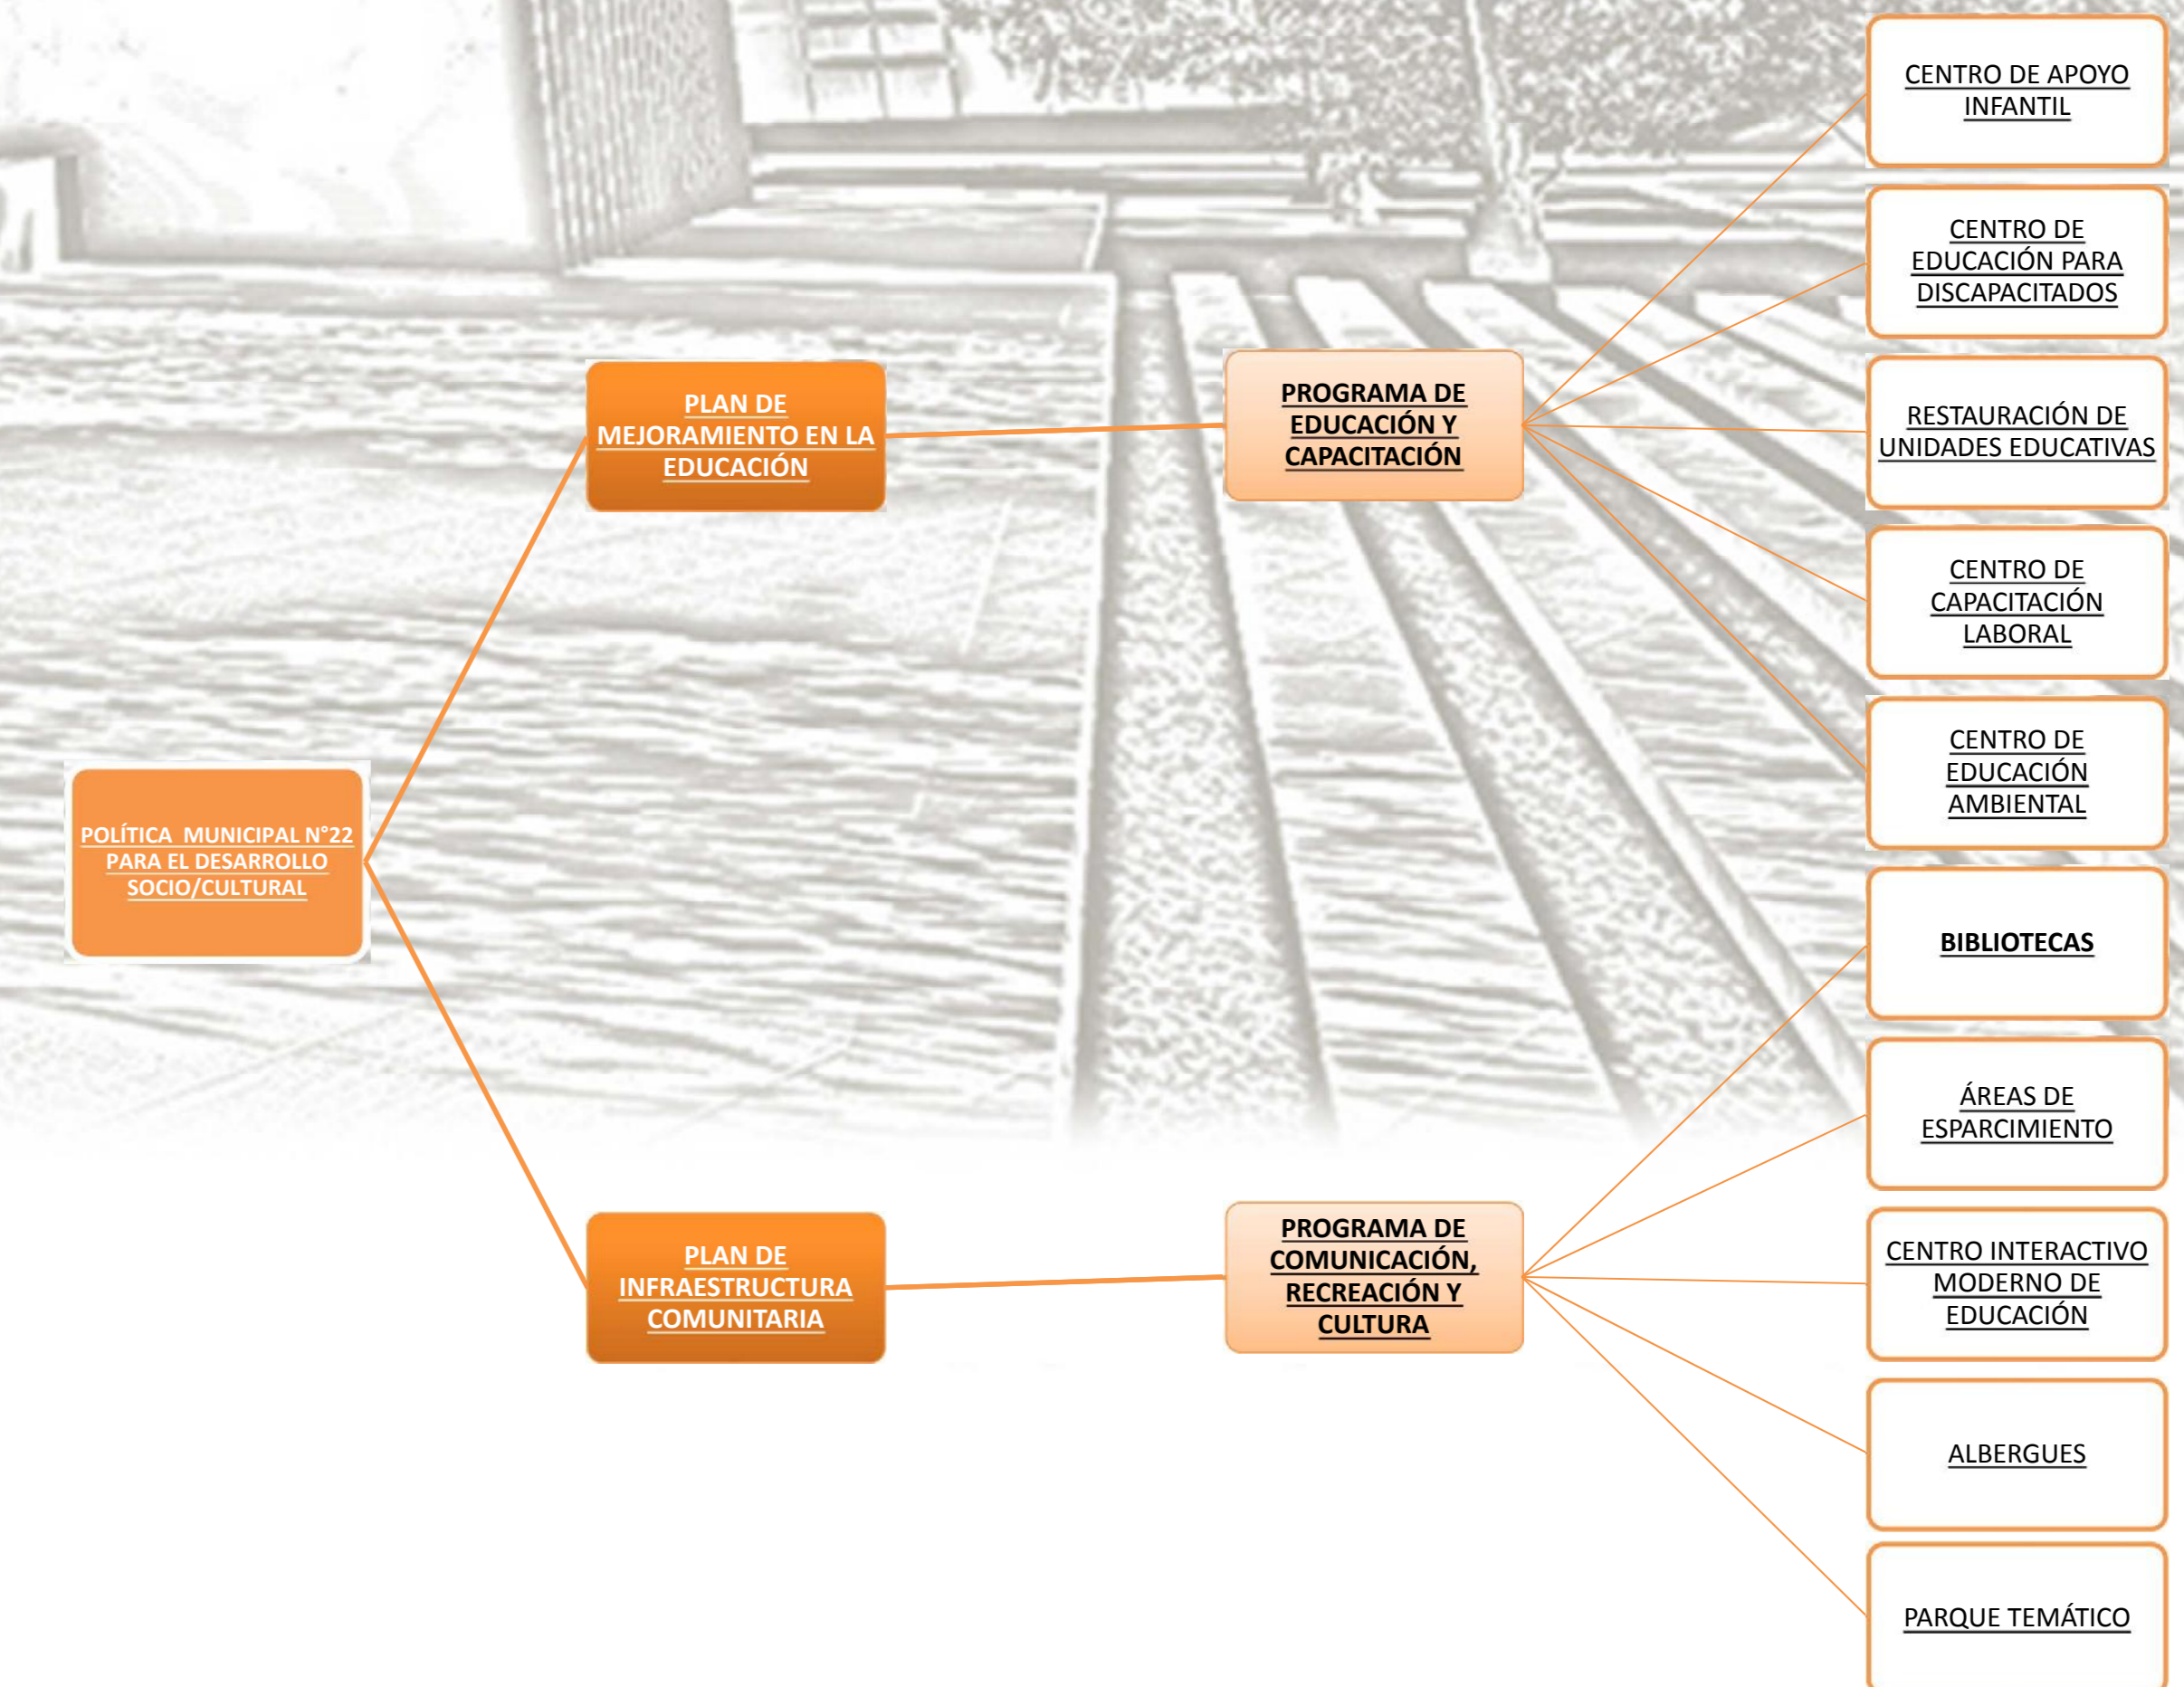 POLÍTICA  MUNICIPAL N°22
PARA EL DESARROLLO
SOCIO/CULTURAL
PLAN DE
MEJORAMIENTO EN LA
EDUCACIÓN
PROGRAMA DE
EDUCACIÓN Y
CAPACITACIÓN
CENTRO DE APOYO
INFANTIL
CENTRO DE
EDUCACIÓN PARA
DISCAPACITADOS
RESTAURACIÓN DE
UNIDADES EDUCATIVAS
CENTRO DE
CAPACITACIÓN
LABORAL
CENTRO DE
EDUCACIÓN
AMBIENTAL
PLAN DE
INFRAESTRUCTURA
COMUNITARIA
PROGRAMA DE
COMUNICACIÓN,
RECREACIÓN Y
CULTURA
BIBLIOTECAS
ÁREAS DE
ESPARCIMIENTO
CENTRO INTERACTIVO
MODERNO DE
EDUCACIÓN
ALBERGUES
PARQUE TEMÁTICO